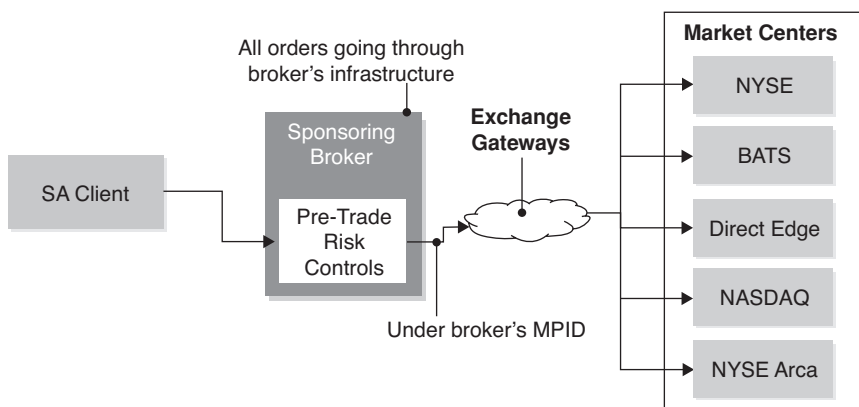 All orders going through
broker's infrastructure
Market Centers
Sponsoring
Broker
Exchange
Gateways
SA Client
Pre-Trade
Risk
Controls
Under broker's MPID
NYSE
BATS
Direct Edge
NASDAQ
NYSE Arca